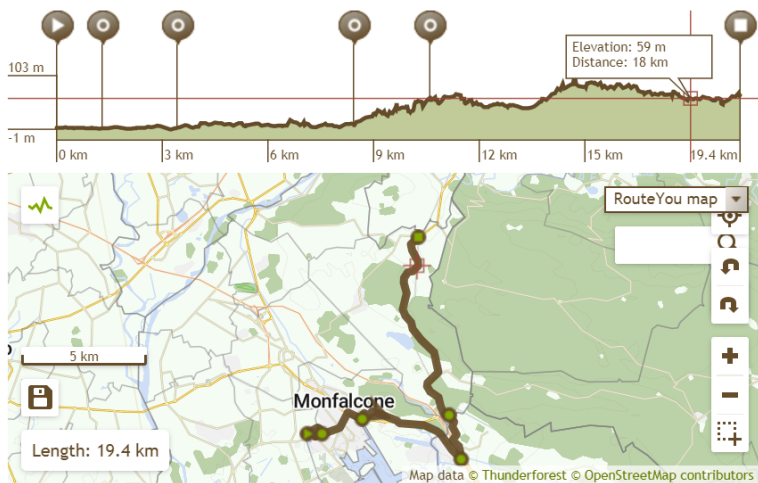 Elevation: 59 m
Distance: 18 km
103 m
-1 m
0 km
3 km
6 km
9 km
12 km
15 km
19.4 km
RouteYou map
5 km
Monfalcone
Length: 19.4 km
Map data © Thunderforest © OpenStreetMap contributors